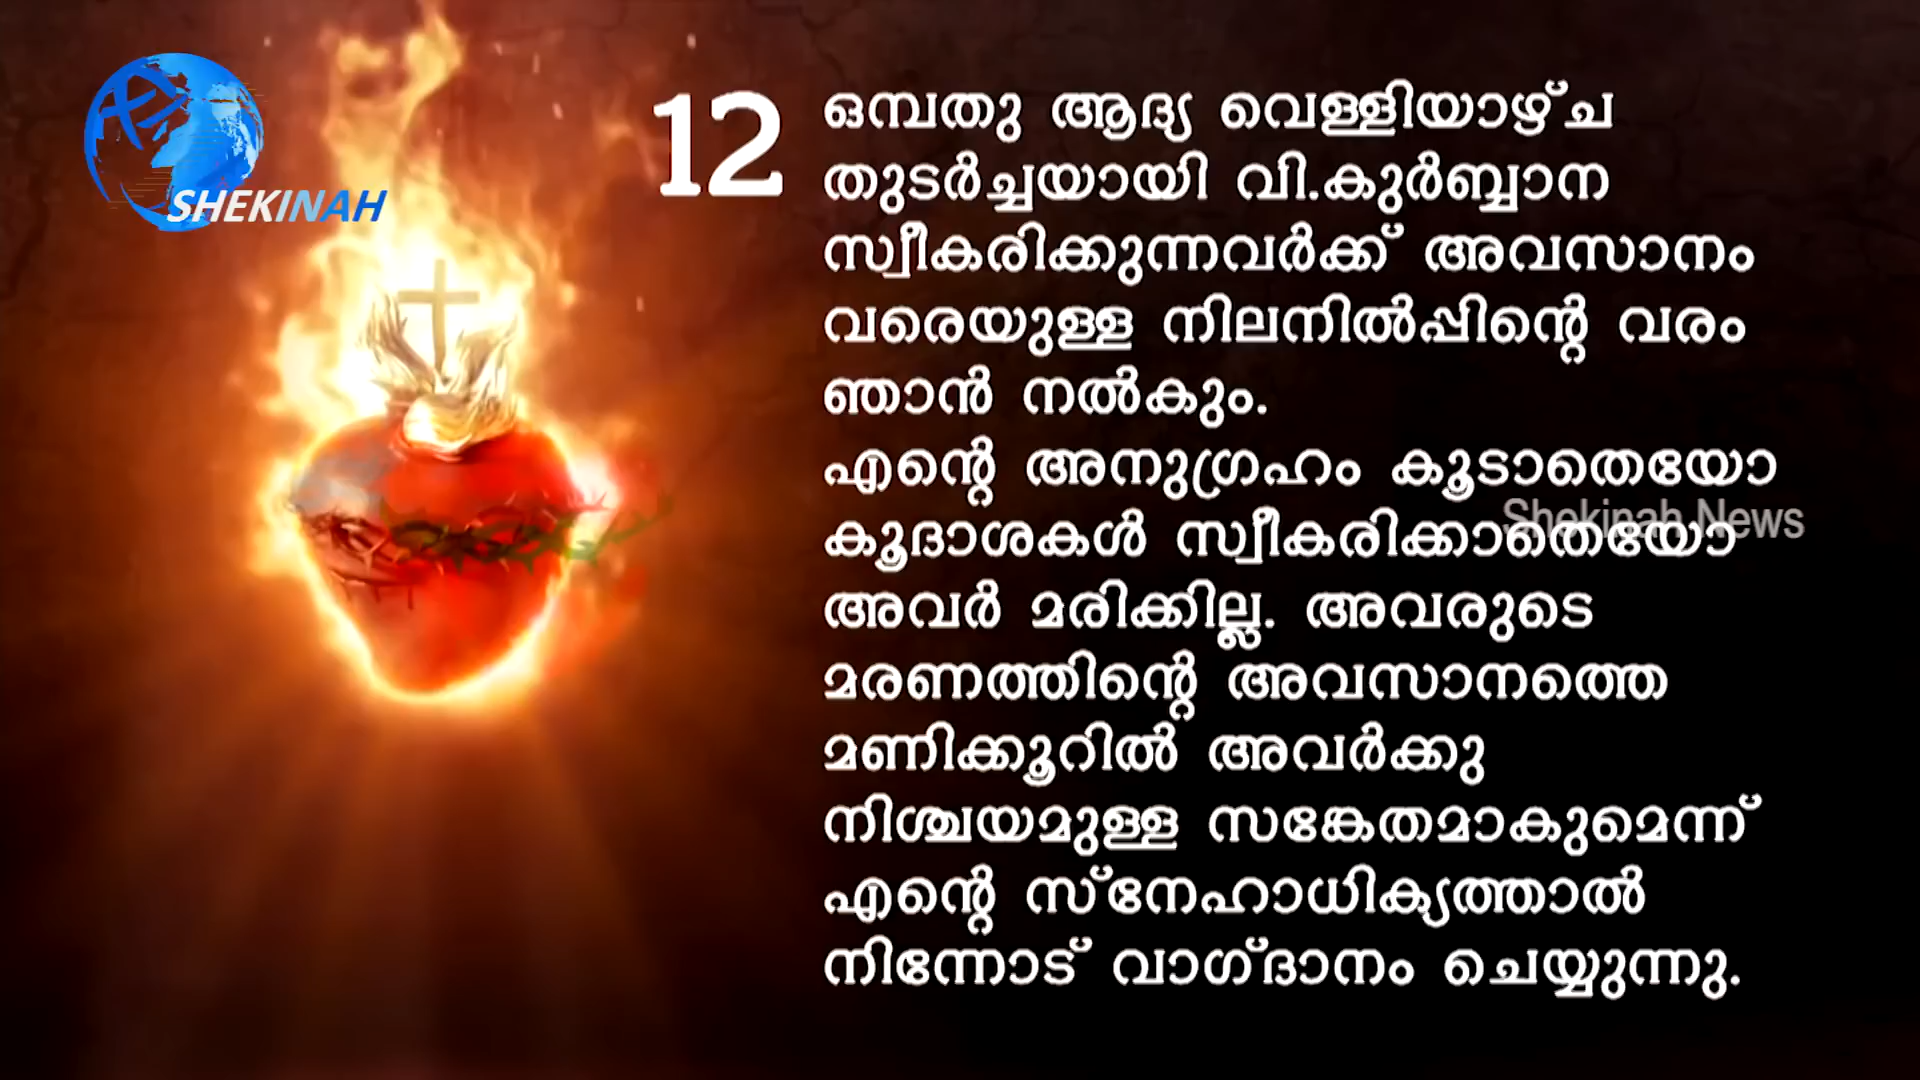 SHEKINAH
12
ഒമ്പതു ആദ്യ വെള്ളിയാഴ്ച
തുടർച്ചയായി വി.കുർബ്ബാന
സ്വീകരിക്കുന്നവർക്ക് അവസാനം
വരെയുള്ള നിലനിൽപ്പിന്റെ വരം
ഞാൻ നൽകും.
എന്റെ അനുഗ്രഹം കൂടാതെയോ
Shekinah News
കൂദാശകൾ സ്വീകരിക്കാതെയോ
അവർ മരിക്കില്ല. അവരുടെ
മരണത്തിന്റെ അവസാനത്തെ
മണിക്കൂറിൽ അവർക്കു
നിശ്ചയമുള്ള സങ്കേതമാകുമെന്ന്
എന്റെ സ്നേഹാധിക്യത്താൽ
നിന്നോട് വാഗ്ദാനം ചെയ്യുന്നു.